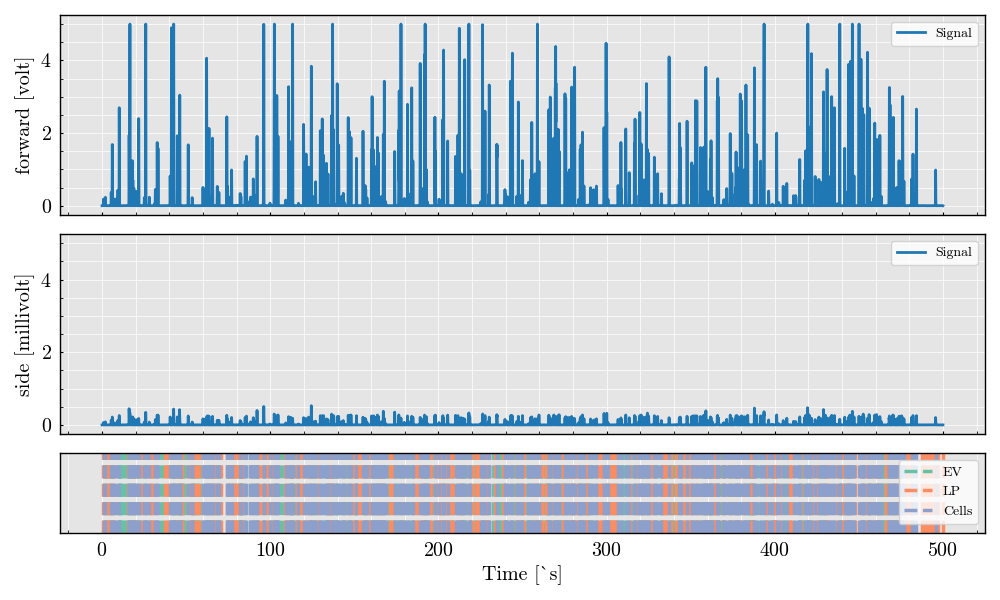 forward [volt]
4
2
0
Signal
side [millivolt]
4
2
0
Signal
EV
LP
Cells
0 100 200 300 400 500
Time [`s]